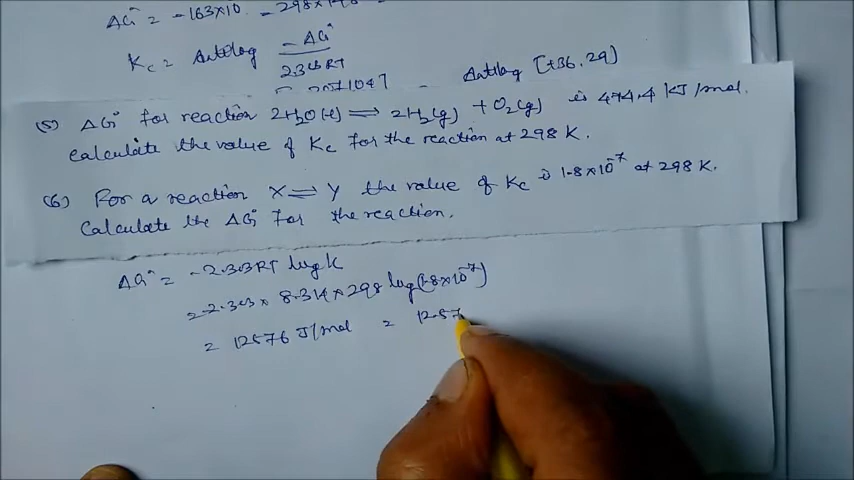 ΔG° = -163×10
298×
Kc = Antilog -ΔG° / 2.303RT
Antilog [+36.29]
(5) ΔG° for reaction 2H2O(l) ⇌ 2H2(g) + O2(g) is 474.4 kJ/mol.
Calculate the value of Kc for the reaction at 298 K.
(6) For a reaction X ⇌ Y the value of Kc is 1.8×10⁻⁷ at 298 K.
Calculate the ΔG° for the reaction.
ΔG° = -2.303RT log K
= -2.303 × 8.314 × 298 log(1.8×10⁻⁷)
= 12576 J/mol = 12.57